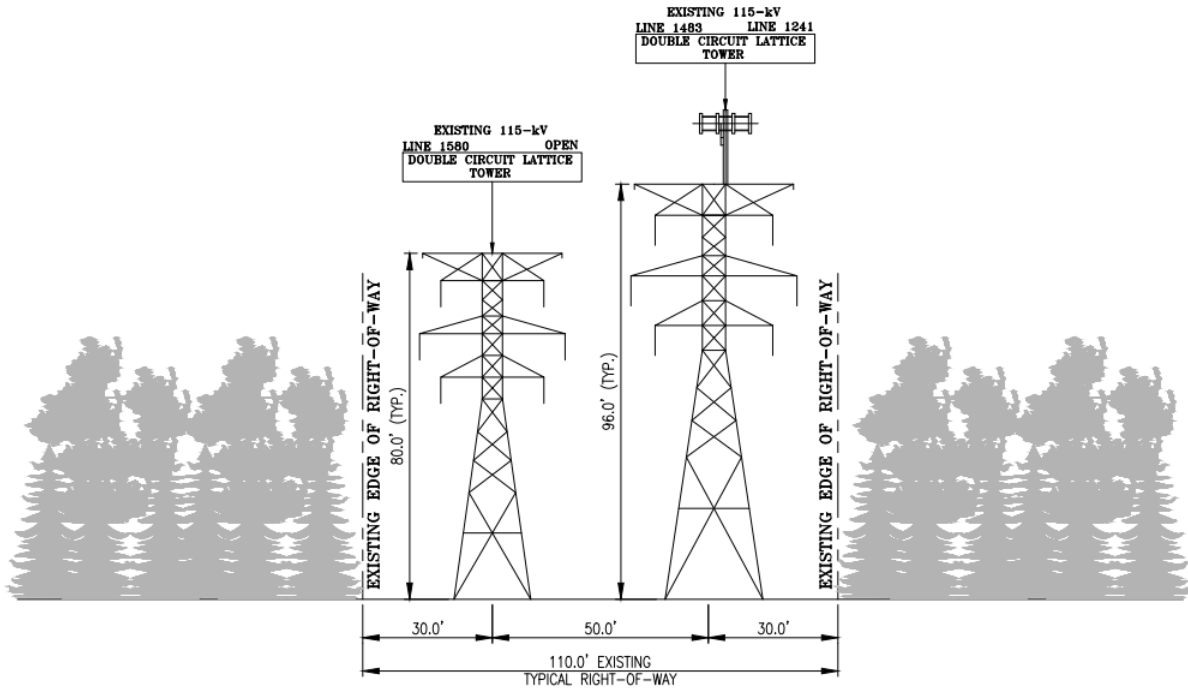 EXISTING 115-kV
LINE 1483 LINE 1241
DOUBLE CIRCUIT LATTICE
TOWER
EXISTING 115-kV
LINE 1580 OPEN
DOUBLE CIRCUIT LATTICE
TOWER
EXISTING EDGE OF RIGHT-OF-WAY
80.0' (TYP.)
96.0' (TYP.)
EXISTING EDGE OF RIGHT-OF-WAY
30.0' 50.0' 30.0'
110.0' EXISTING
TYPICAL RIGHT-OF-WAY